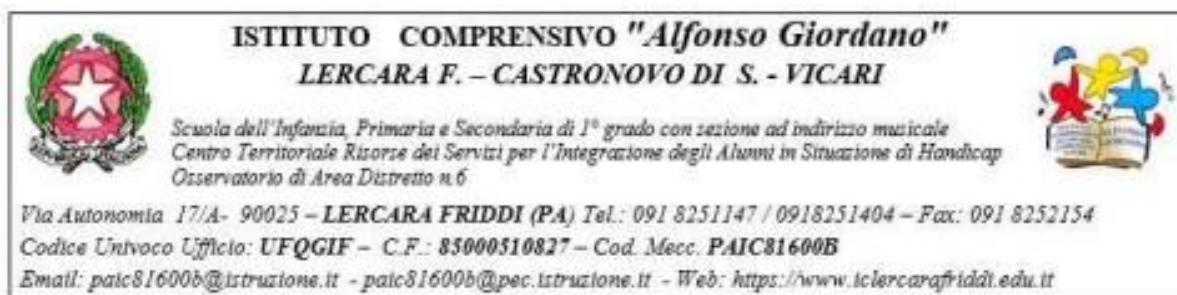 ISTITUTO COMPRENSIVO "Alfonso Giordano"
LERCARA F. – CASTRONOVO DI S. - VICARI
Scuola dell'Infanzia, Primaria e Secondaria di 1° grado con sezione ad indirizzo musicale
Centro Territoriale Risorse dei Servizi per l'Integrazione degli Alunni in Situazione di Handicap
Osservatorio di Area Distretto n.6
Via Autonomia 17/A- 90025 – LERCARA FRIDDI (PA) Tel.: 091 8251147 / 0918251404 – Fax: 091 8252154
Codice Univoco Ufficio: UFQGIF – C.F.: 85000510827 – Cod. Mecc. PAIC81600B
Email: paic81600b@istruzione.it - paic81600b@pec.istruzione.it - Web: https://www.iclercarafriddi.edu.it